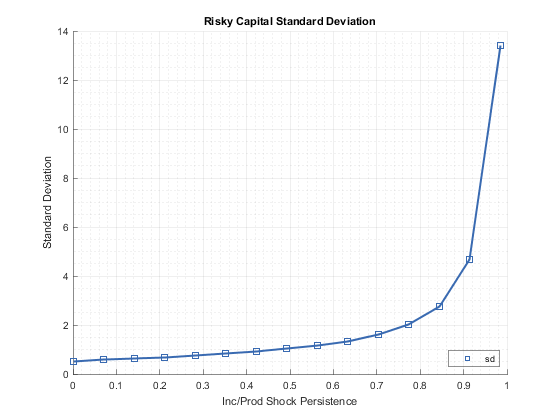 Risky Capital Standard Deviation
14
12
10
8
6
4
2
0
Standard Deviation
sd
0 0.1 0.2 0.3 0.4 0.5 0.6 0.7 0.8 0.9 1
Inc/Prod Shock Persistence